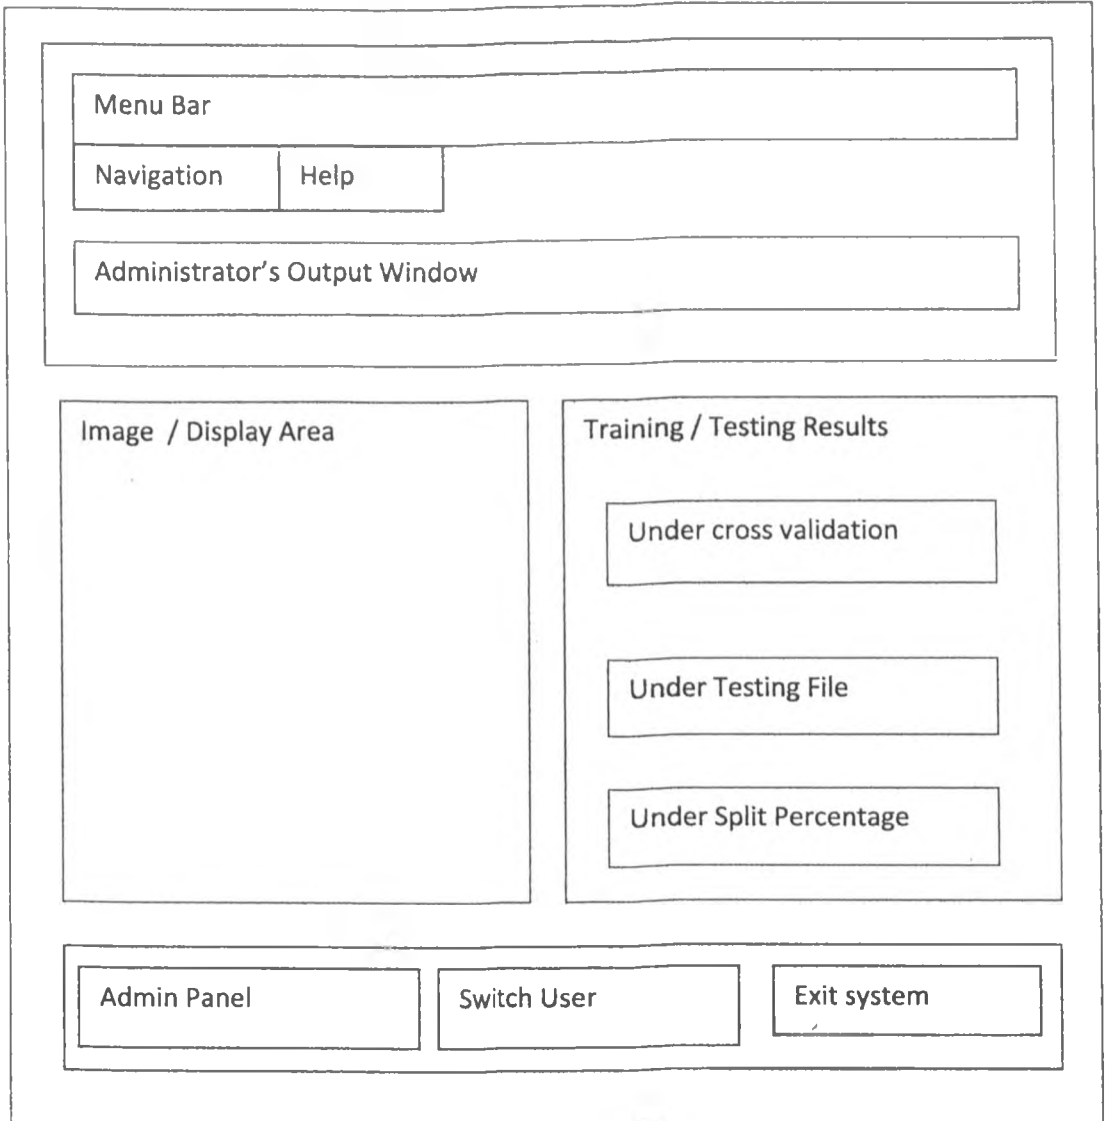 Menu Bar
Navigation
Help
Administrator's Output Window
Image / Display Area
Training / Testing Results
Under cross validation
Under Testing File
Under Split Percentage
Admin Panel
Switch User
Exit system